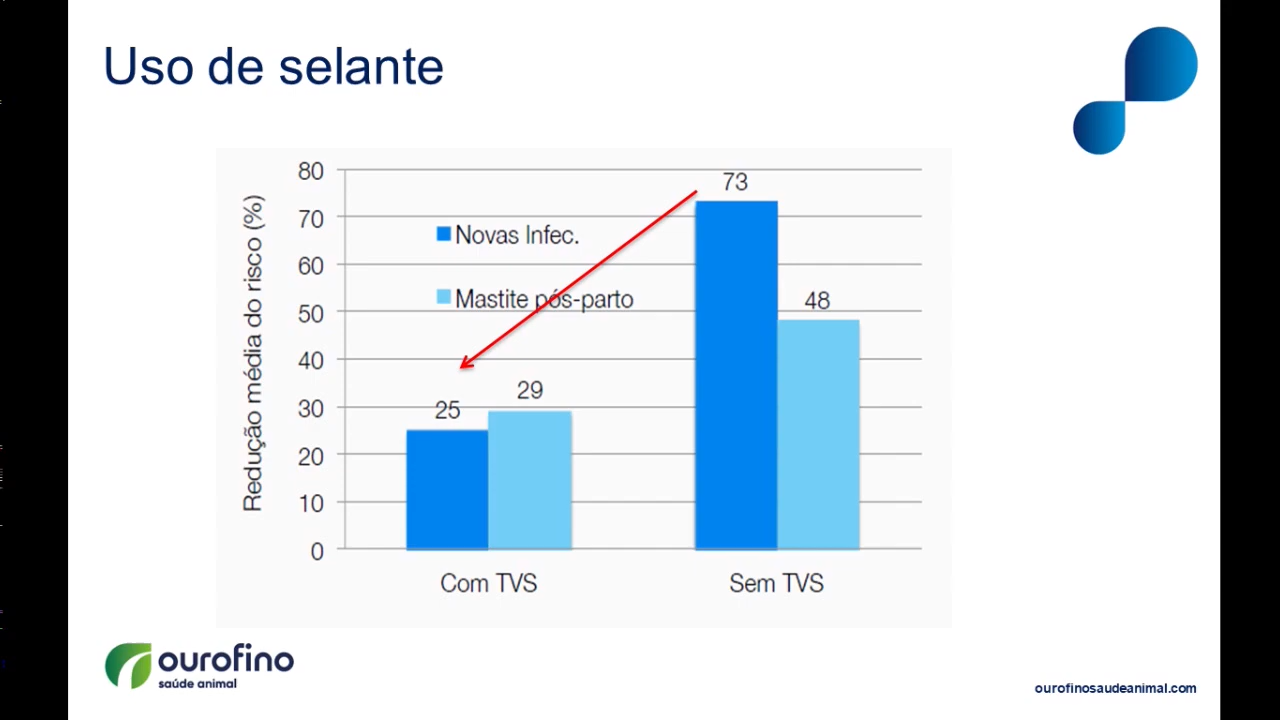 Uso de selante
Redução média do risco (%)
80
70
60
50
40
30
20
10
0
Novas Infec.
Mastite pós-parto
25
29
73
48
Com TVS
Sem TVS
ourofino
saúde animal
ourofinosaudeanimal.com